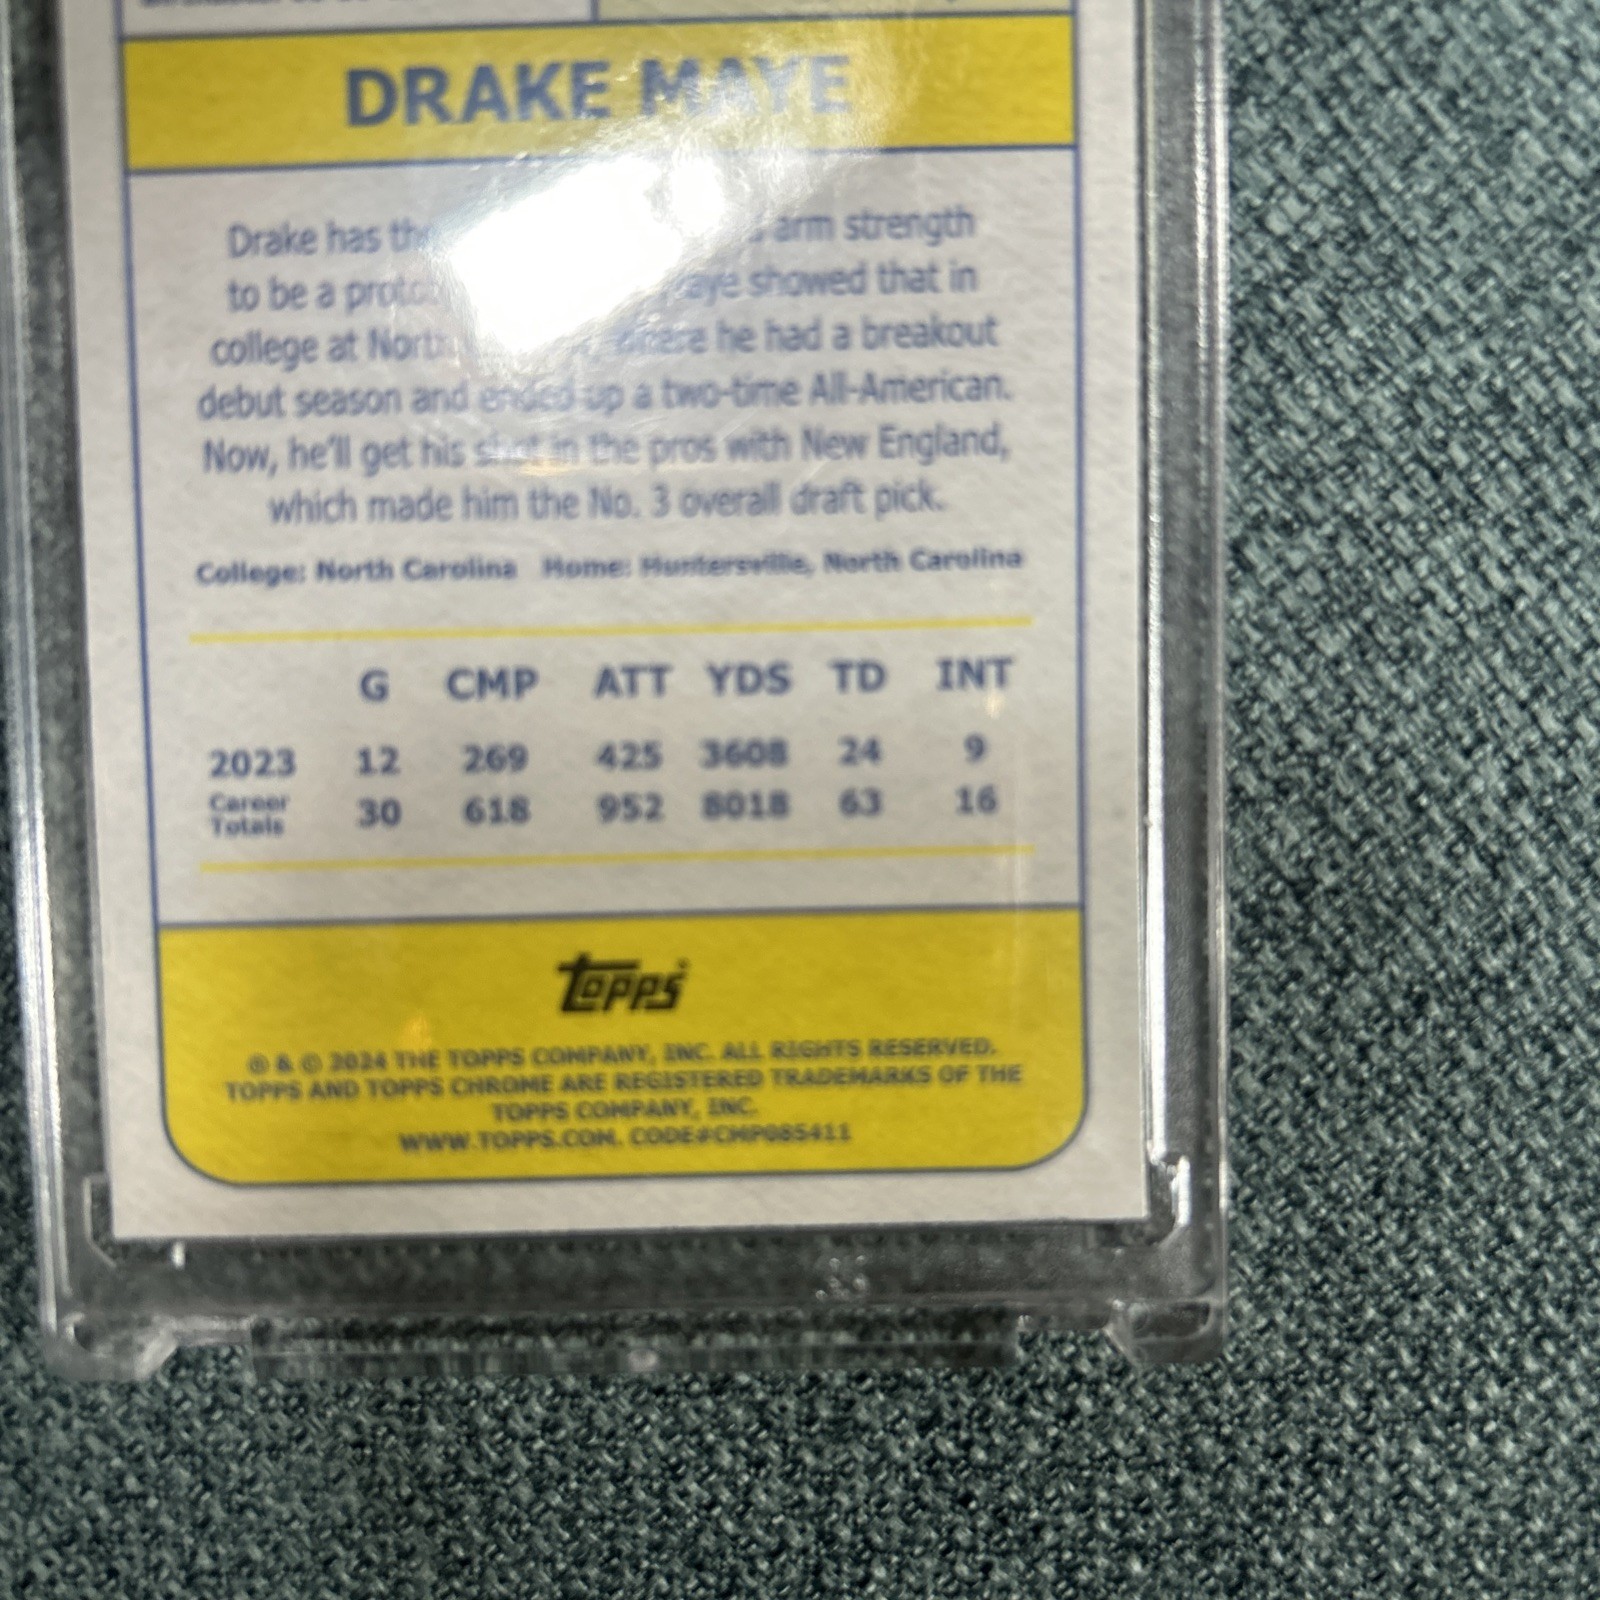 DRAKE MAYE
Drake has the arm strength
to be a showed that in
college at North where he had a breakout
debut season and ended up a two-time All-American.
Now, he'll get his shot in the pros with New England,
which made him the No. 3 overall draft pick.
College: North Carolina Home: Huntersville, North Carolina
G CMP ATT YDS TD INT
2023 12 269 425 3608 24 9
Career Totals 30 618 952 8018 63 16
TOPPS
® & © 2024 THE TOPPS COMPANY, INC. ALL RIGHTS RESERVED.
TOPPS AND TOPPS CHROME ARE REGISTERED TRADEMARKS OF THE
TOPPS COMPANY, INC.
WWW.TOPPS.COM. CODE#CMP085411